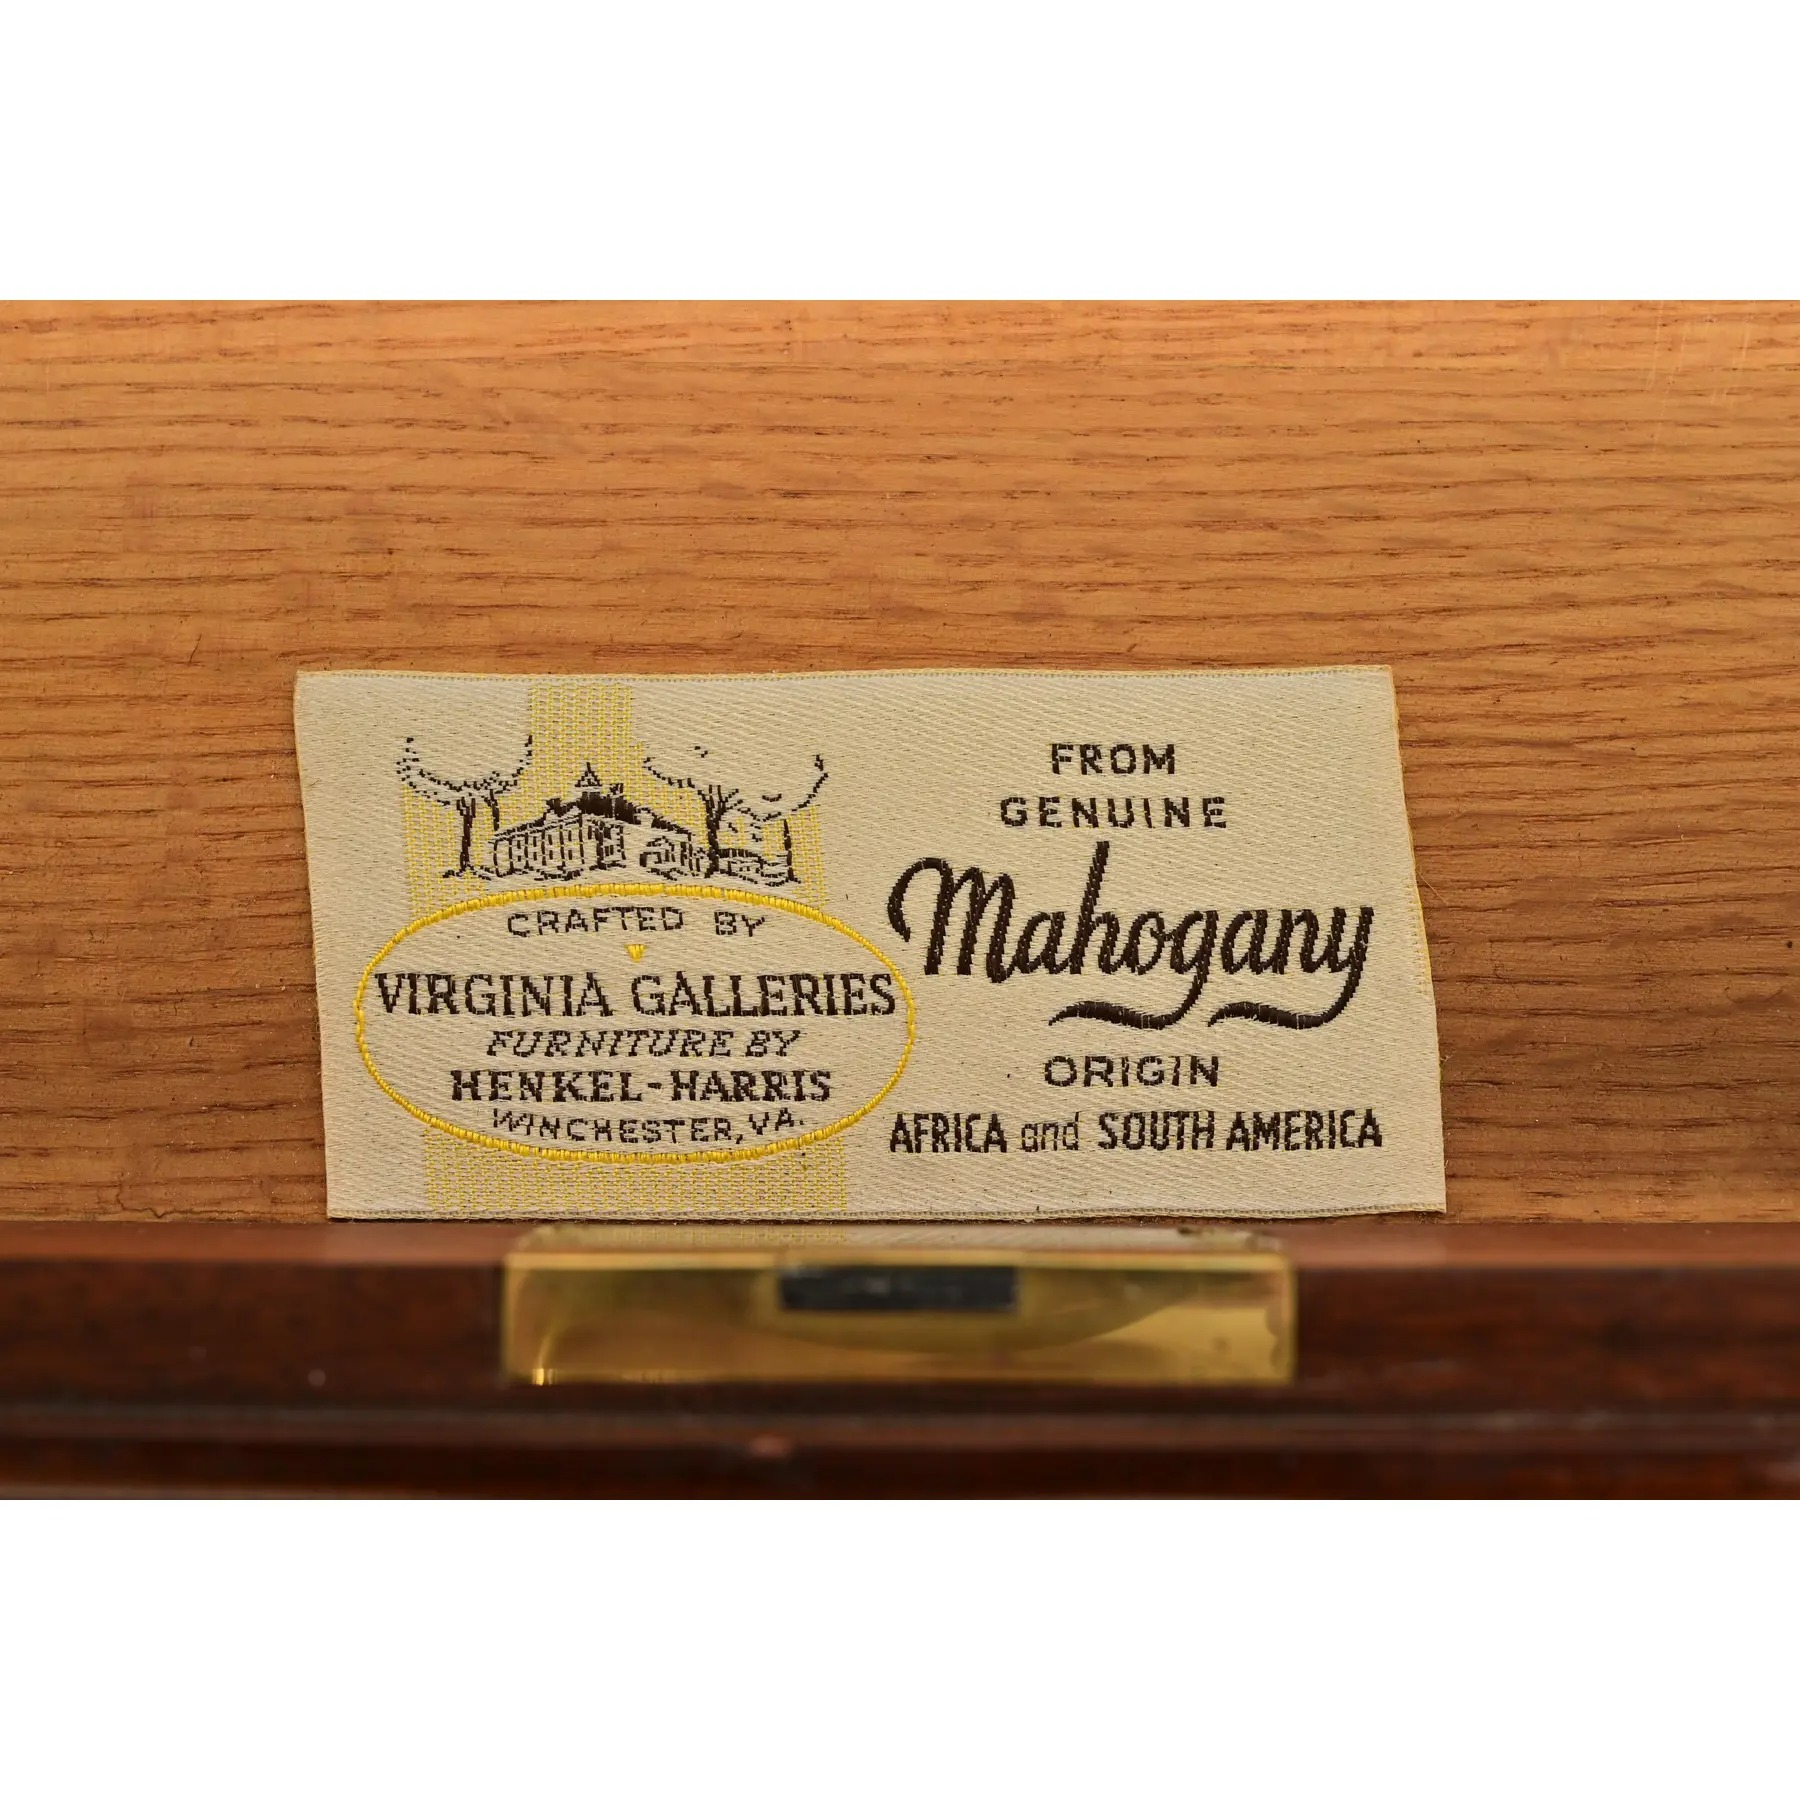 CRAFTED BY
VIRGINIA GALLERIES
FURNITURE BY
HENKEL-HARRIS
WINCHESTER, VA.
FROM
GENUINE
Mahogany
ORIGIN
AFRICA and SOUTH AMERICA